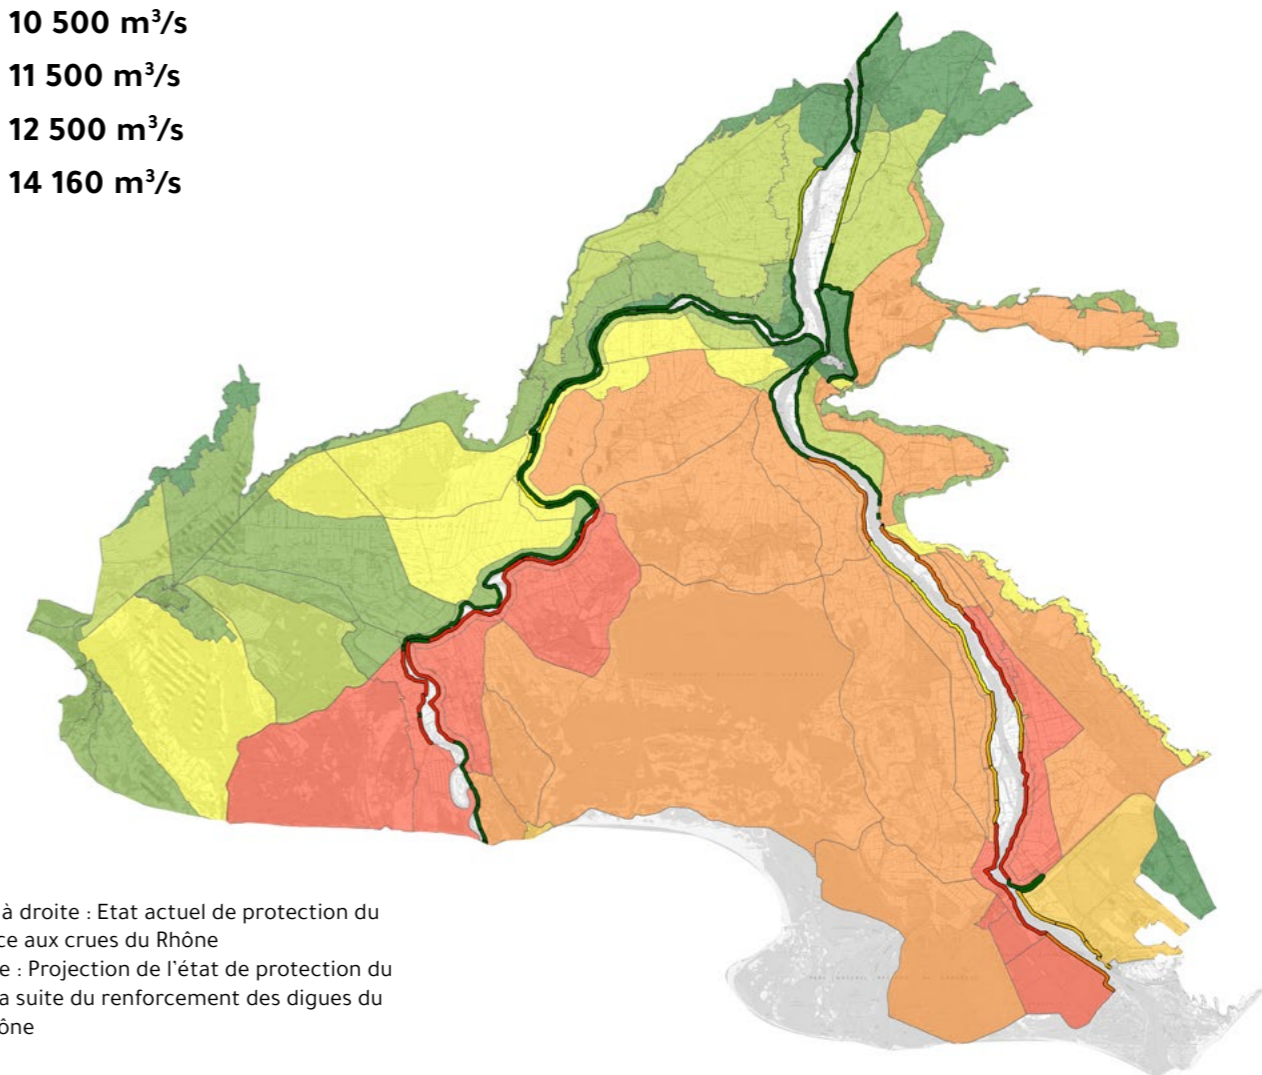 10 500 m³/s
11 500 m³/s
12 500 m³/s
14 160 m³/s
à droite : Etat actuel de protection du
ce aux crues du Rhône
e : Projection de l'état de protection du
a suite du renforcement des digues du
ône